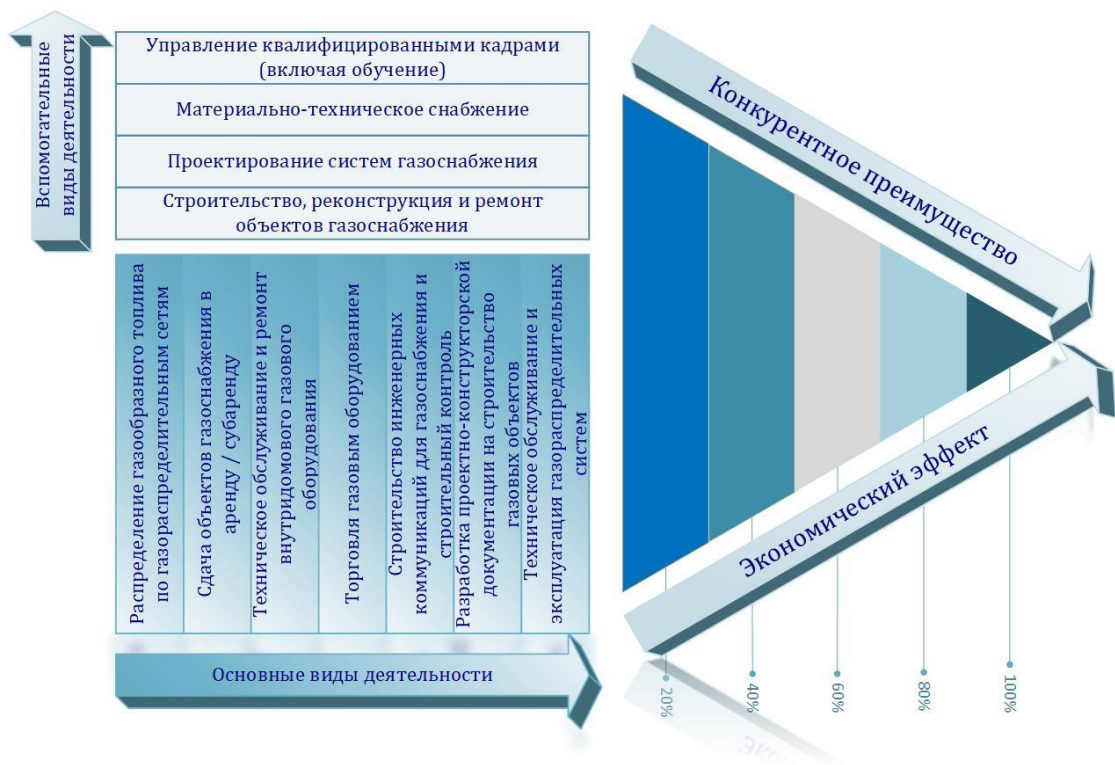 Вспомогательные
виды деятельности
Управление квалифицированными кадрами
(включая обучение)
Материально-техническое снабжение
Проектирование систем газоснабжения
Строительство, реконструкция и ремонт
объектов газоснабжения
Распределение газообразного топлива
по газораспределительным сетям
Сдача объектов газоснабжения в
аренду / субаренду
Техническое обслуживание и ремонт
внутридомового газового
оборудования
Торговля газовым оборудованием
Строительство инженерных
коммуникаций для газоснабжения и
строительный контроль
Разработка проектно-конструкторской
документации на строительство
газовых объектов
Техническое обслуживание и
эксплуатация газораспределительных
систем
Основные виды деятельности
Конкурентное преимущество
Экономический эффект
20%
40%
60%
80%
100%